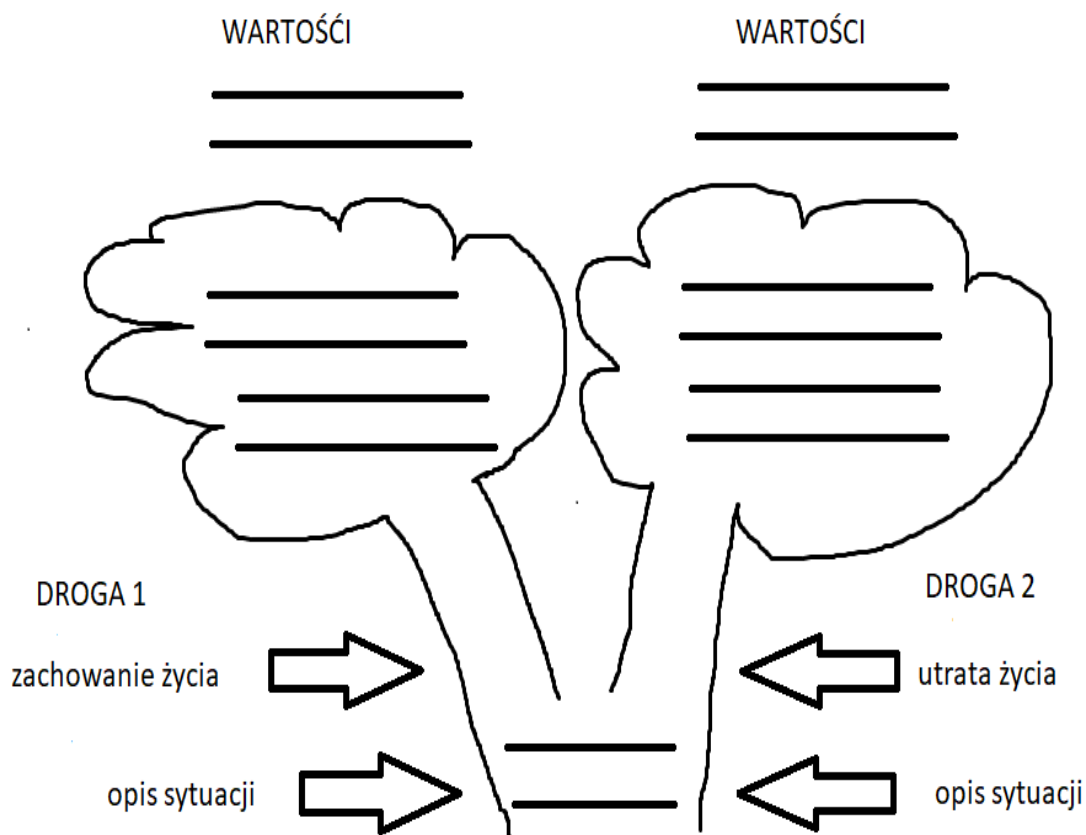 WARTOŚĆI
WARTOŚCI
DROGA 1
DROGA 2
zachowanie życia
utrata życia
opis sytuacji
opis sytuacji